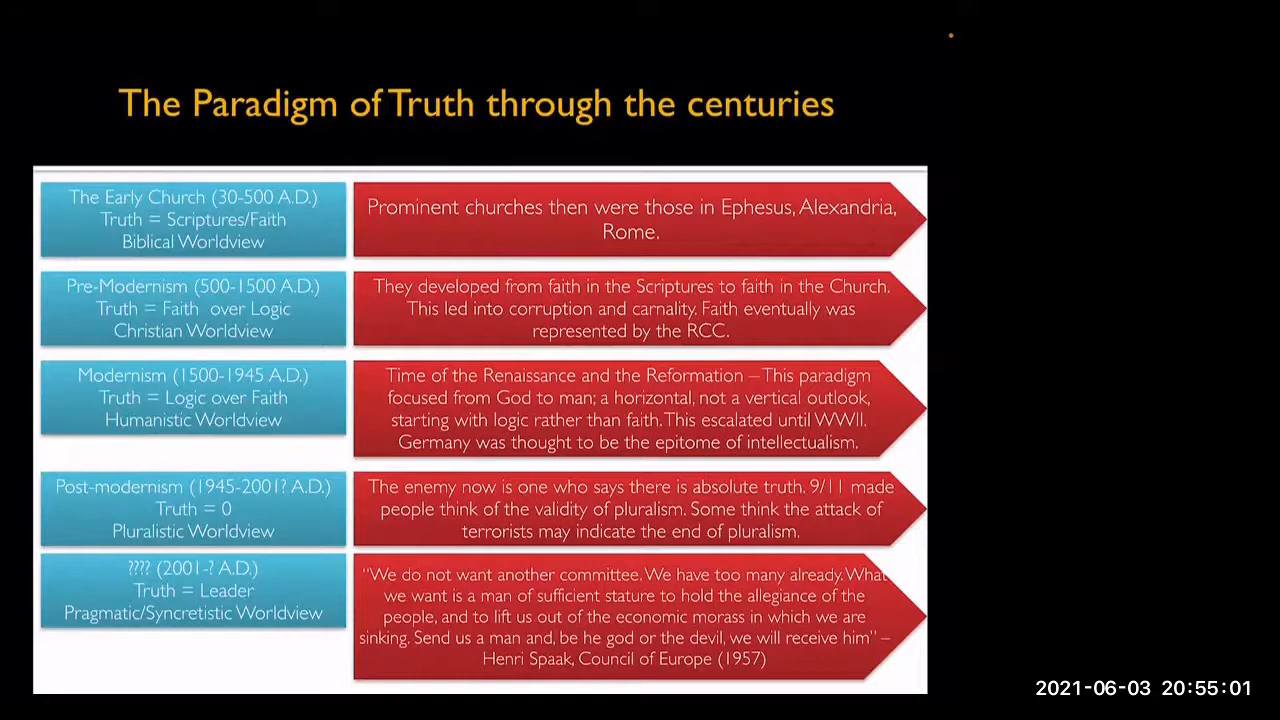 The Paradigm of Truth through the centuries
The Early Church (30-500 A.D.)
Truth = Scriptures/Faith
Biblical Worldview
Prominent churches then were those in Ephesus, Alexandria,
Rome.
Pre-Modernism (500-1500 A.D.)
Truth = Faith over Logic
Christian Worldview
They developed from faith in the Scriptures to faith in the Church.
This led into corruption and carnality. Faith eventually was
represented by the RCC.
Modernism (1500-1945 A.D.)
Truth = Logic over Faith
Humanistic Worldview
Time of the Renaissance and the Reformation – This paradigm
focused from God to man; a horizontal, not a vertical outlook,
starting with logic rather than faith. This escalated until WWII.
Germany was thought to be the epitome of intellectualism.
Post-modernism (1945-2001? A.D.)
Truth = 0
Pluralistic Worldview
The enemy now is one who says there is absolute truth. 9/11 made
people think of the validity of pluralism. Some think the attack of
terrorists may indicate the end of pluralism.
???? (2001-? A.D.)
Truth = Leader
Pragmatic/Syncretistic Worldview
"We do not want another committee. We have too many already. What
we want is a man of sufficient stature to hold the allegiance of the
people, and to lift us out of the economic morass in which we are
sinking. Send us a man and, be he god or the devil, we will receive him" –
Henri Spaak, Council of Europe (1957)
2021-06-03 20:55:01